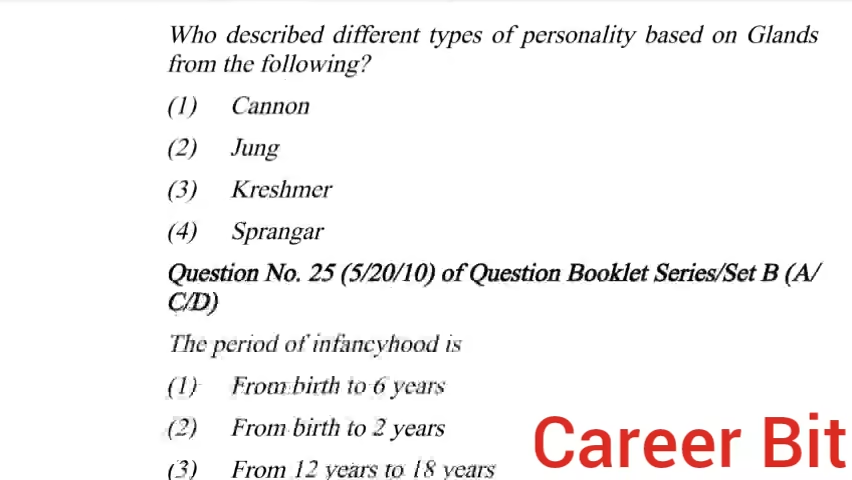 Who described different types of personality based on Glands
from the following?
(1) Cannon
(2) Jung
(3) Kreshmer
(4) Sprangar
Question No. 25 (5/20/10) of Question Booklet Series/Set B (A/
C/D)
The period of infancyhood is
(1) From birth to 6 years
(2) From birth to 2 years
(3) From 12 years to 18 years
Career Bit